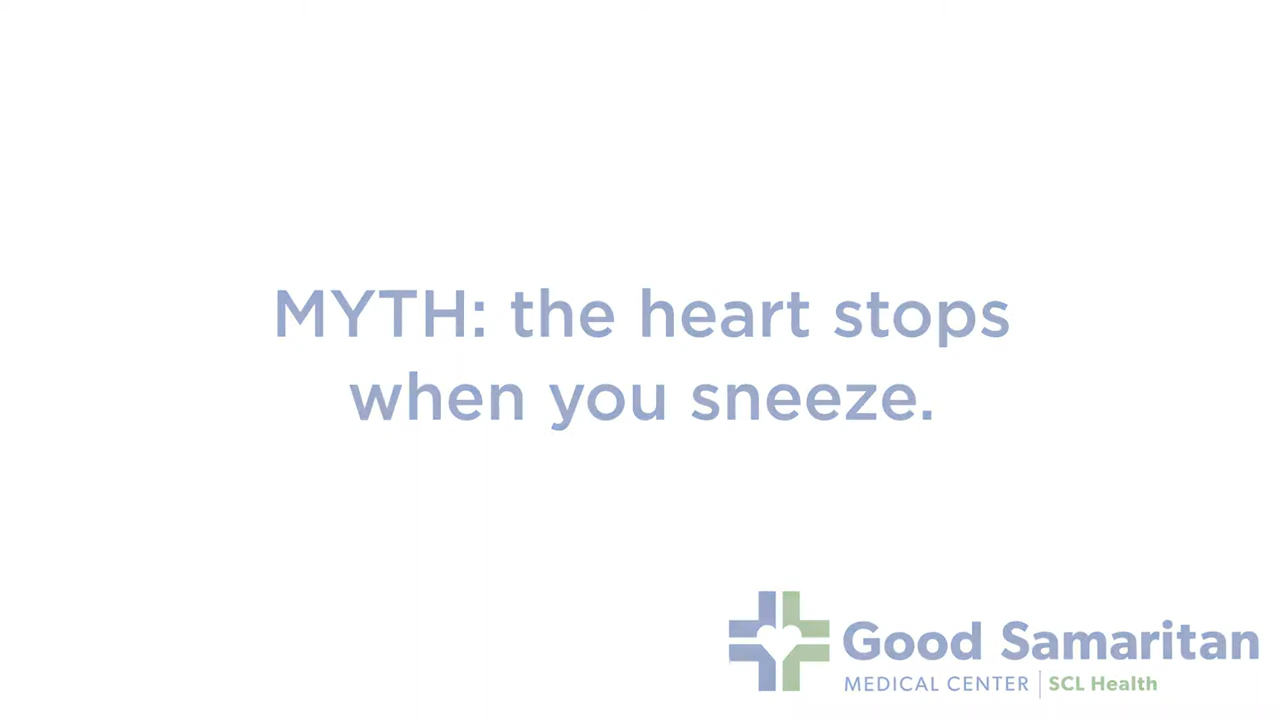 MYTH: the heart stops
when you sneeze.
Good Samaritan
MEDICAL CENTER | SCL Health